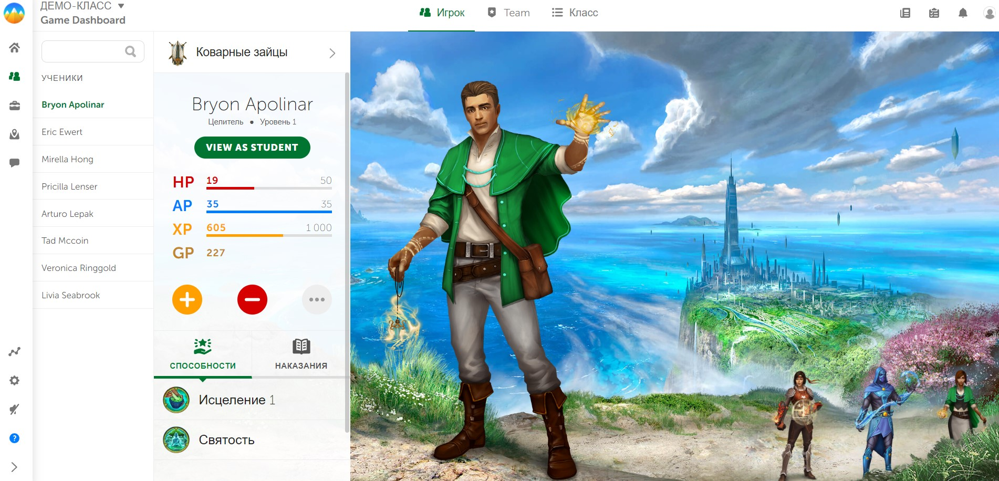 ДЕМО-КЛАСС
Game Dashboard
Игрок
Team
Класс
УЧЕНИКИ
Bryon Apolinar
Eric Ewert
Mirella Hong
Pricilla Lenser
Arturo Lepak
Tad Mccoin
Veronica Ringgold
Livia Seabrook
Коварные зайцы
Bryon Apolinar
Целитель • Уровень 1
VIEW AS STUDENT
HP 19 50
AP 35 35
XP 605 1 000
GP 227
СПОСОБНОСТИ
НАКАЗАНИЯ
Исцеление 1
Святость
?